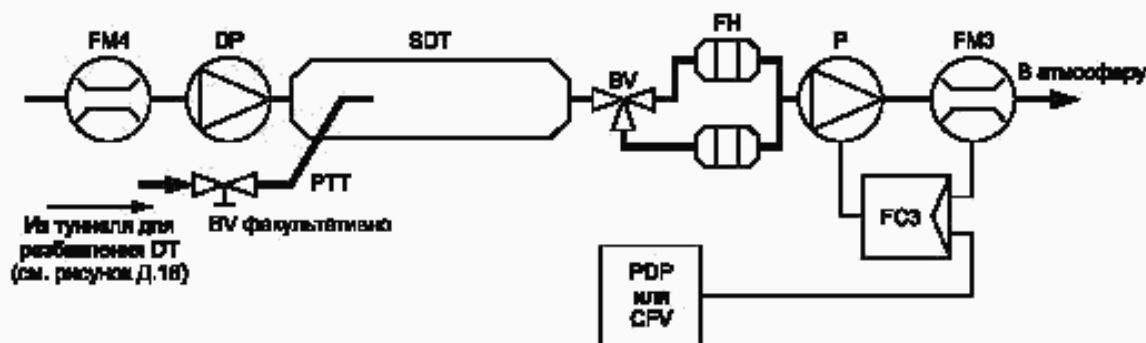 FM4
DP
SDT
BV
FH
P
FM3
В атмосферу
PTT
BV факультативно
Из туннеля для
разбавления DT
(см. рисунок Д.16)
FC3
PDP
или
CFV